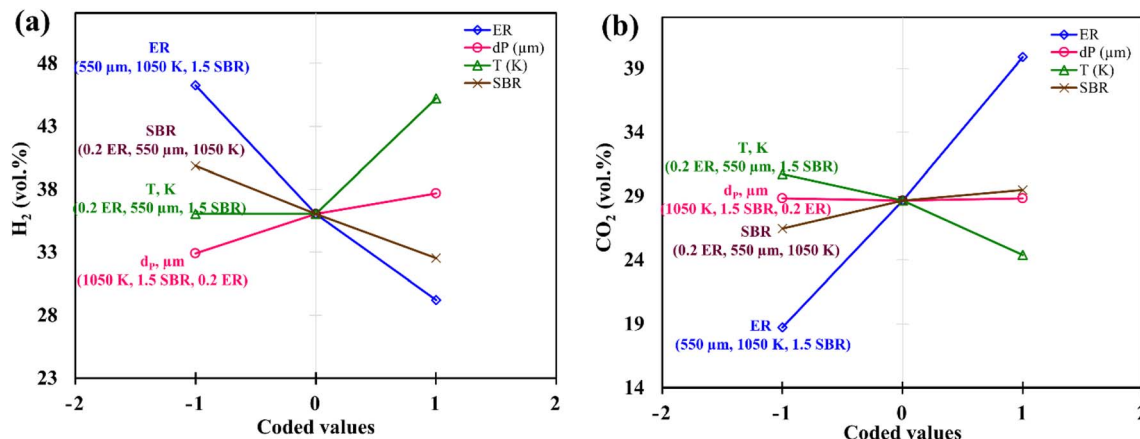 (a)
ER
dP (µm)
T (K)
SBR
ER
(550 µm, 1050 K, 1.5 SBR)
SBR
(0.2 ER, 550 µm, 1050 K)
T, K
(0.2 ER, 550 µm, 1.5 SBR)
dₚ, µm
(1050 K, 1.5 SBR, 0.2 ER)
H₂ (vol.%)
48
43
38
33
28
23
-2
-1
0
1
2
Coded values
(b)
ER
dP (µm)
T (K)
SBR
T, K
(0.2 ER, 550 µm, 1.5 SBR)
dₚ, µm
(1050 K, 1.5 SBR, 0.2 ER)
SBR
(0.2 ER, 550 µm, 1050 K)
ER
(550 µm, 1050 K, 1.5 SBR)
CO₂ (vol.%)
39
34
29
24
19
14
-2
-1
0
1
2
Coded values